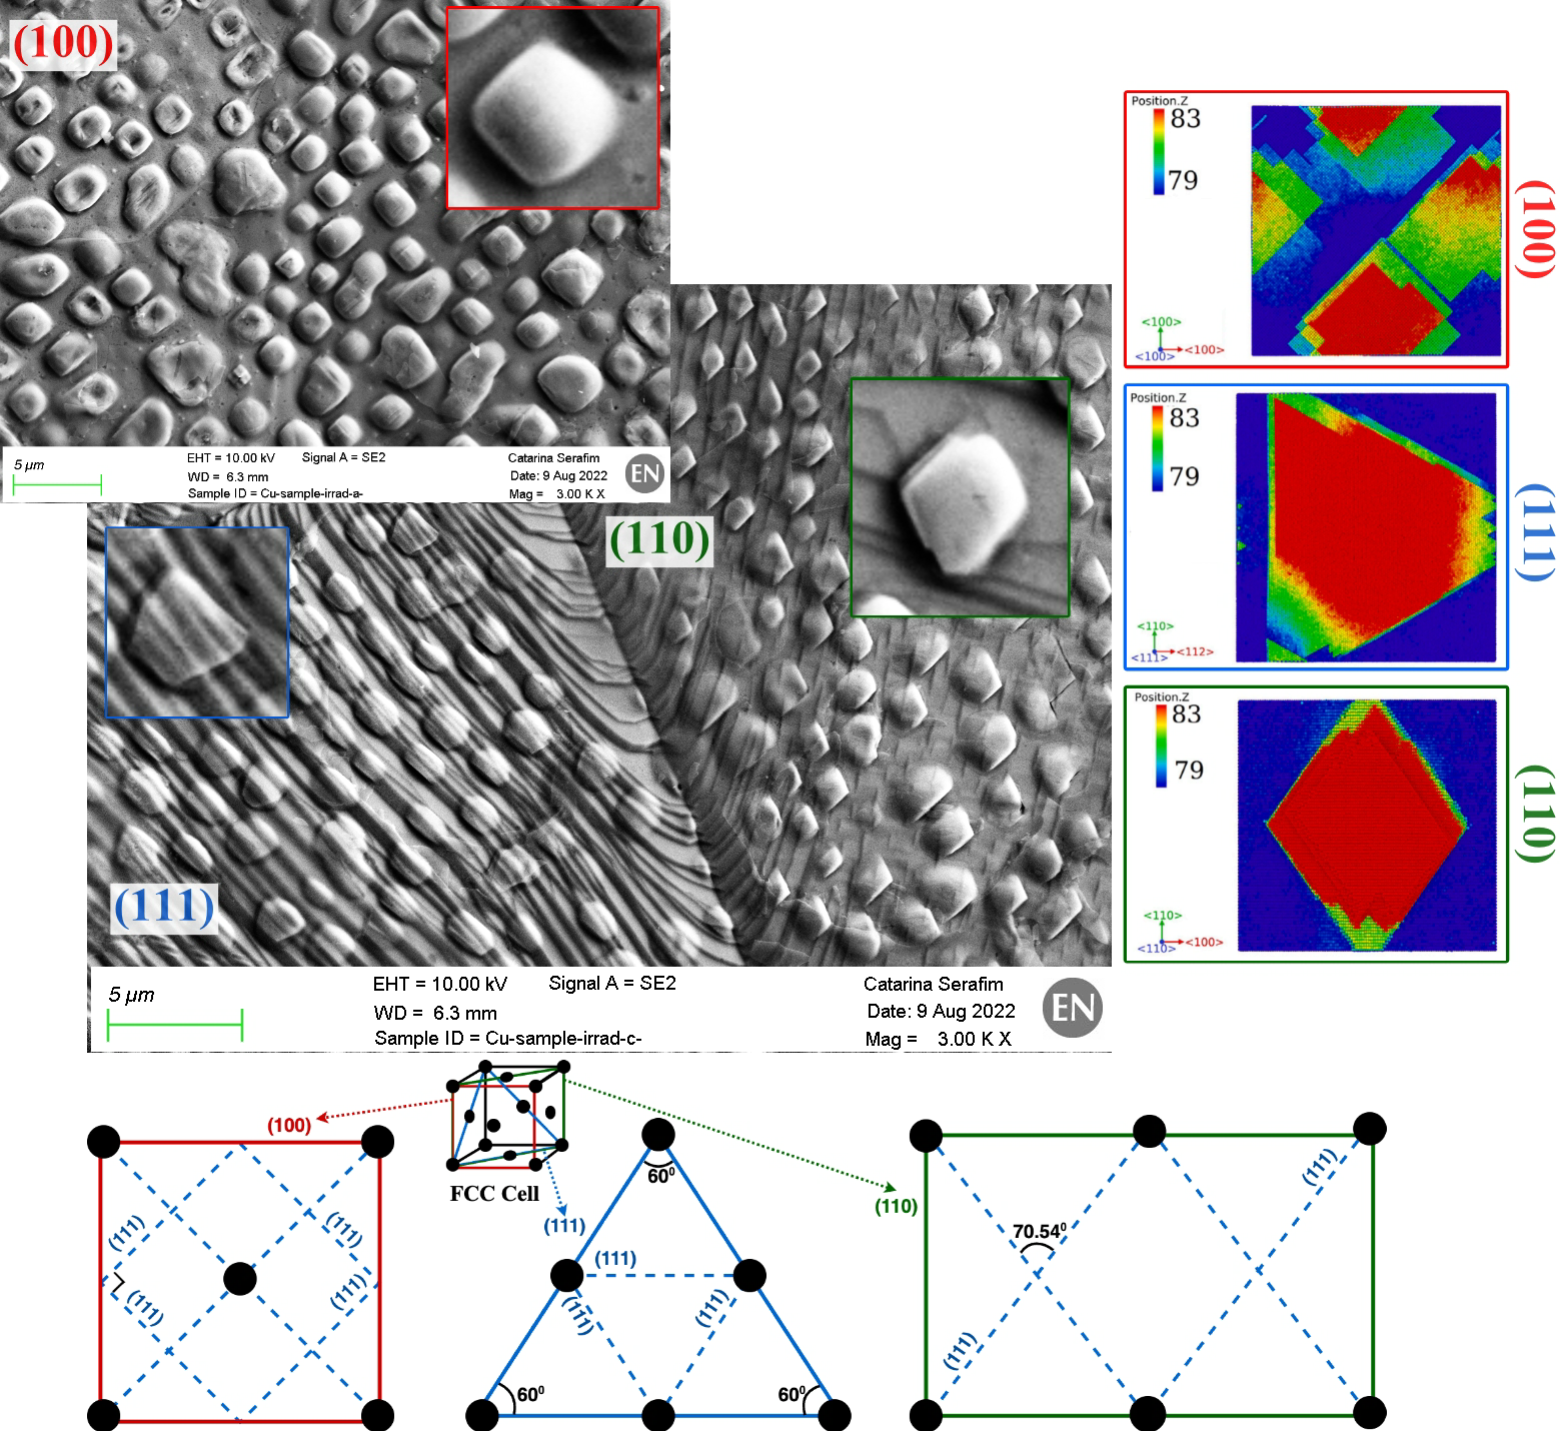 (100)
5 µm
EHT = 10.00 kV Signal A = SE2
WD = 6.3 mm
Sample ID = Cu-sample-irrad-a-
Catarina Serafim
Date: 9 Aug 2022
Mag = 3.00 K X
EN
(110)
(111)
5 µm
EHT = 10.00 kV Signal A = SE2
WD = 6.3 mm
Sample ID = Cu-sample-irrad-c-
Catarina Serafim
Date: 9 Aug 2022
Mag = 3.00 K X
EN
Position.Z
83
79
<100>
<100>
<100>
(100)
Position.Z
83
79
<110>
<111>
<112>
(111)
Position.Z
83
79
<110>
<110>
<100>
(110)
(100)
FCC Cell
(111)
(110)
(111)
(111)
(111)
(111)
60⁰
(111)
(111)
(111)
60⁰
60⁰
70.54⁰
(111)
(111)